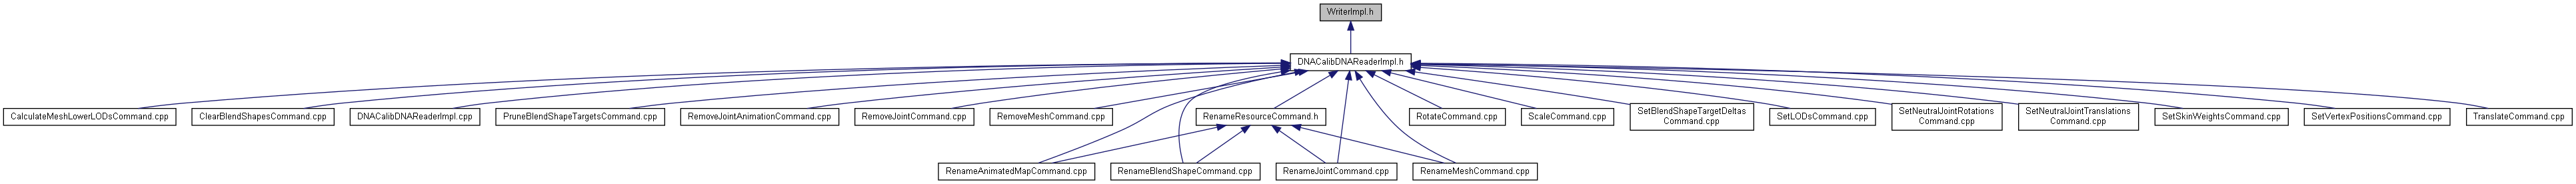 WriterImpl.h
DNACalibDNAReaderImpl.h
CalculateMeshLowerLODsCommand.cpp
ClearBlendShapesCommand.cpp
DNACalibDNAReaderImpl.cpp
PruneBlendShapeTargetsCommand.cpp
RemoveJointAnimationCommand.cpp
RemoveJointCommand.cpp
RemoveMeshCommand.cpp
RenameResourceCommand.h
RotateCommand.cpp
ScaleCommand.cpp
SetBlendShapeTargetDeltas
Command.cpp
SetLODsCommand.cpp
SetNeutralJointRotations
Command.cpp
SetNeutralJointTranslations
Command.cpp
SetSkinWeightsCommand.cpp
SetVertexPositionsCommand.cpp
TranslateCommand.cpp
RenameAnimatedMapCommand.cpp
RenameBlendShapeCommand.cpp
RenameJointCommand.cpp
RenameMeshCommand.cpp